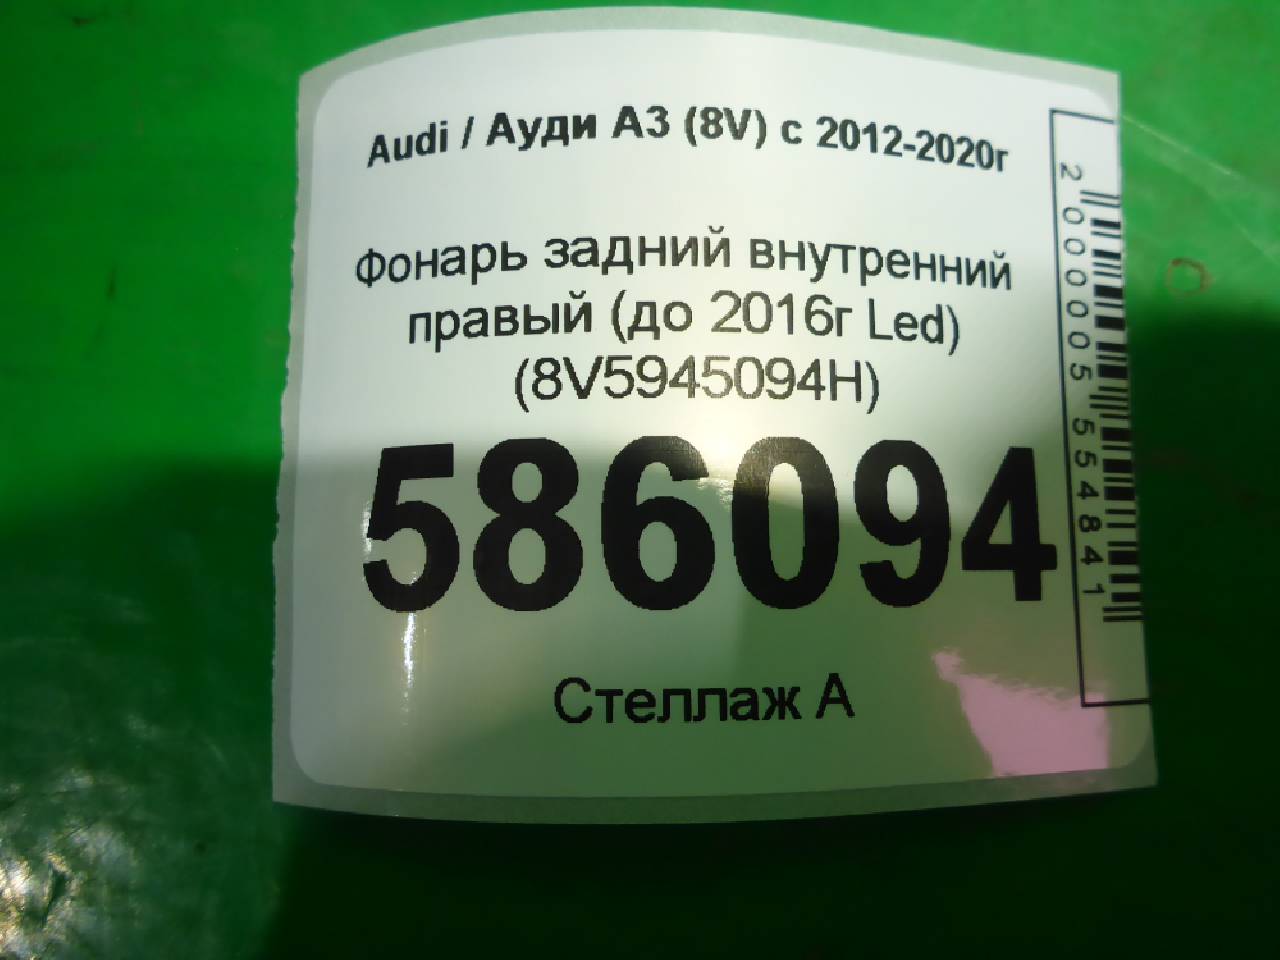 Audi / Ауди A3 (8V) с 2012-2020г
Фонарь задний внутренний
правый (до 2016г Led)
(8V5945094H)
586094
Стеллаж А
2000005554841